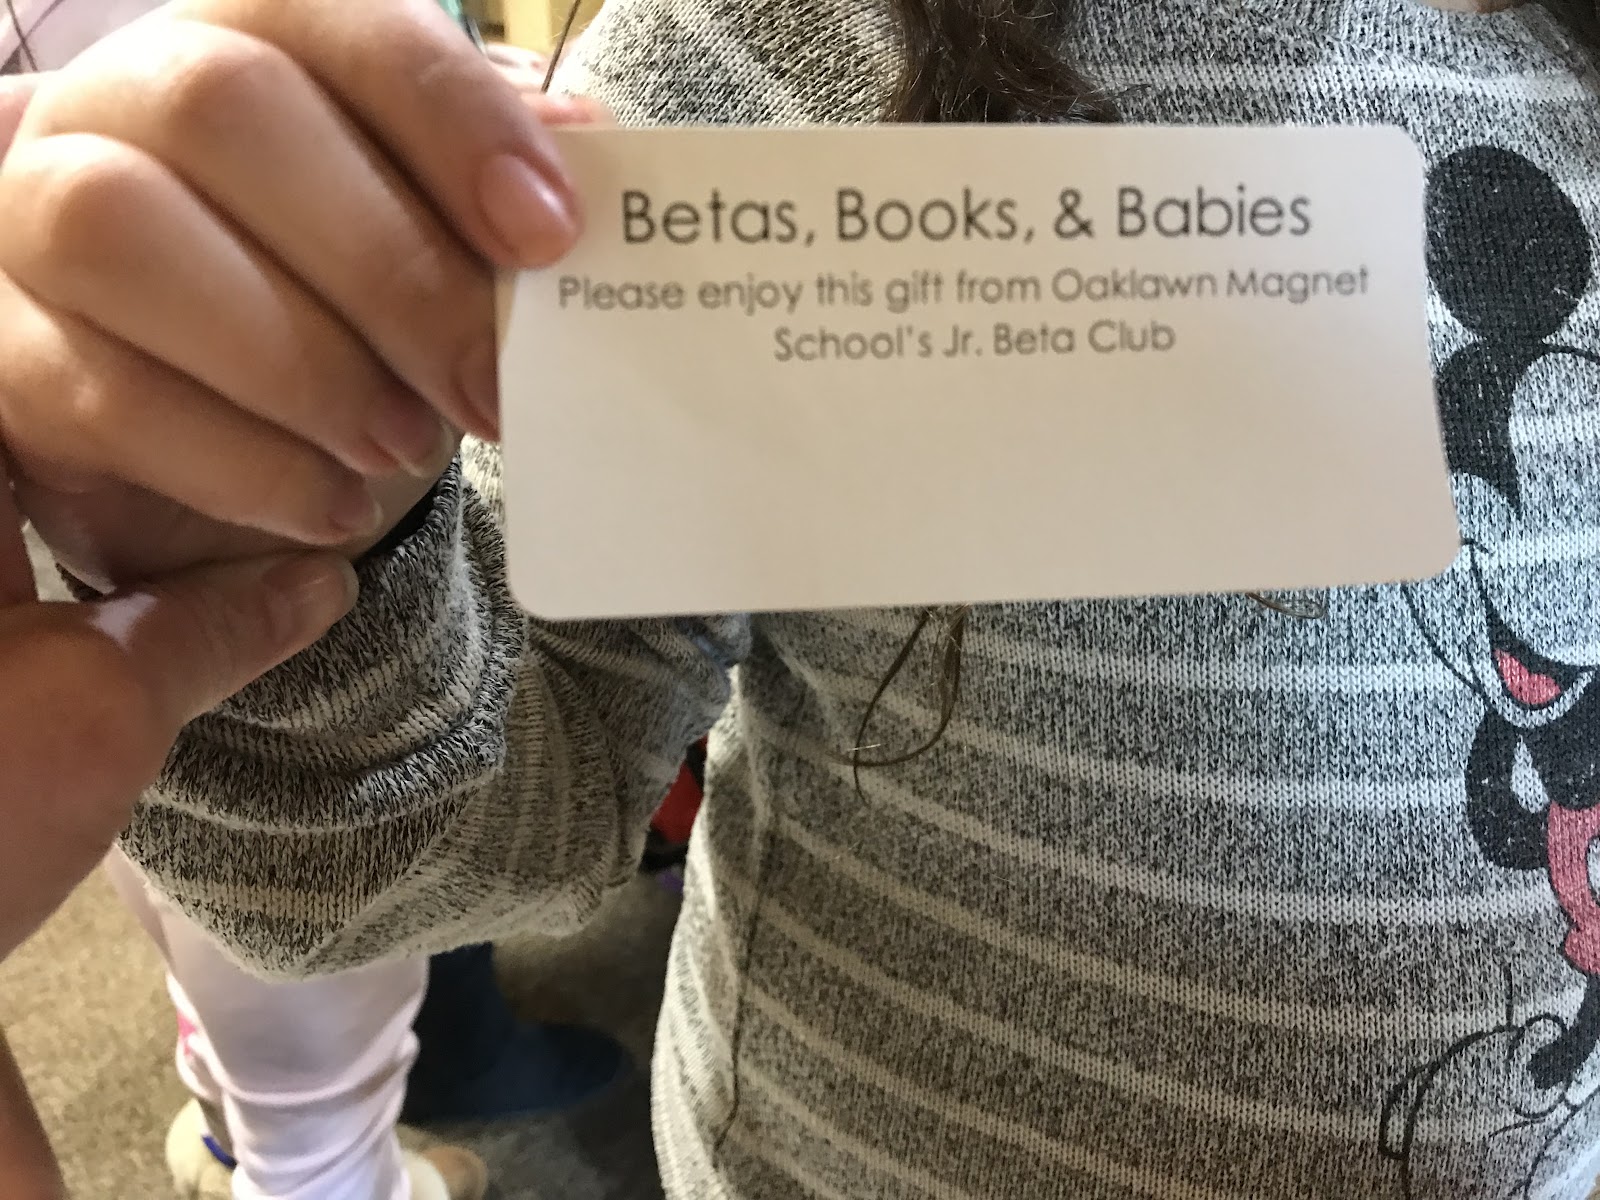 Betas, Books, & Babies
Please enjoy this gift from Oaklawn Magnet
School's Jr. Beta Club